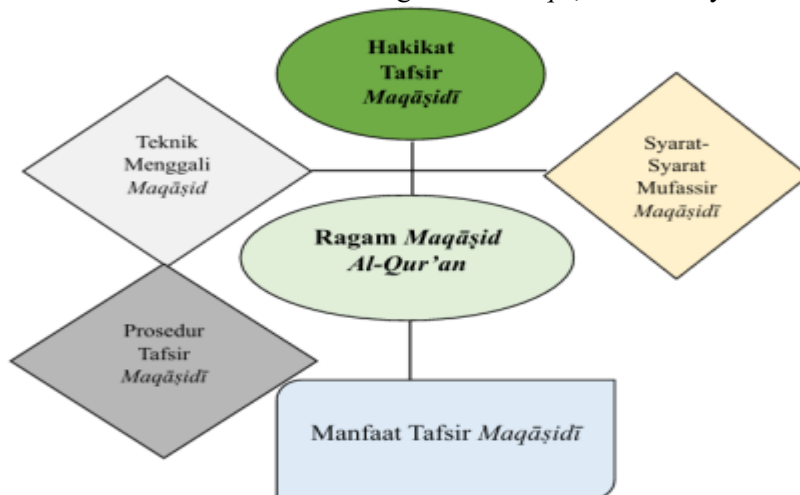 Hakikat
Tafsir
Maqāṣidī
Teknik
Menggali
Maqāṣid
Syarat-
Syarat
Mufassir
Maqāṣidī
Ragam Maqāṣid
Al-Qur’an
Prosedur
Tafsir
Maqāṣidī
Manfaat Tafsir Maqāṣidī